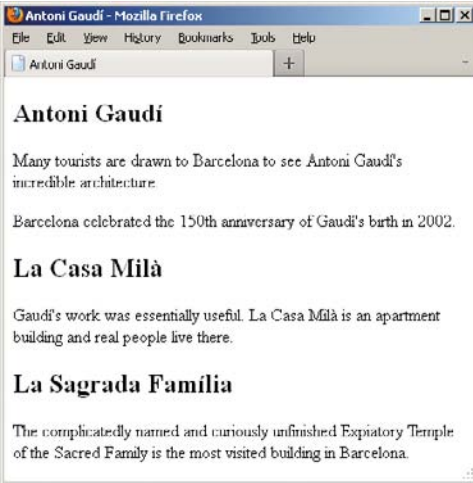 Antoni Gaudí - Mozilla Firefox
File Edit View History Bookmarks Tools Help
Antoni Gaudí
Antoni Gaudí
Many tourists are drawn to Barcelona to see Antoni Gaudí's
incredible architecture.
Barcelona celebrated the 150th anniversary of Gaudí's birth in 2002.
La Casa Milà
Gaudí's work was essentially useful. La Casa Milà is an apartment
building and real people live there.
La Sagrada Família
The complicatedly named and curiously unfinished Expiatory Temple
of the Sacred Family is the most visited building in Barcelona.